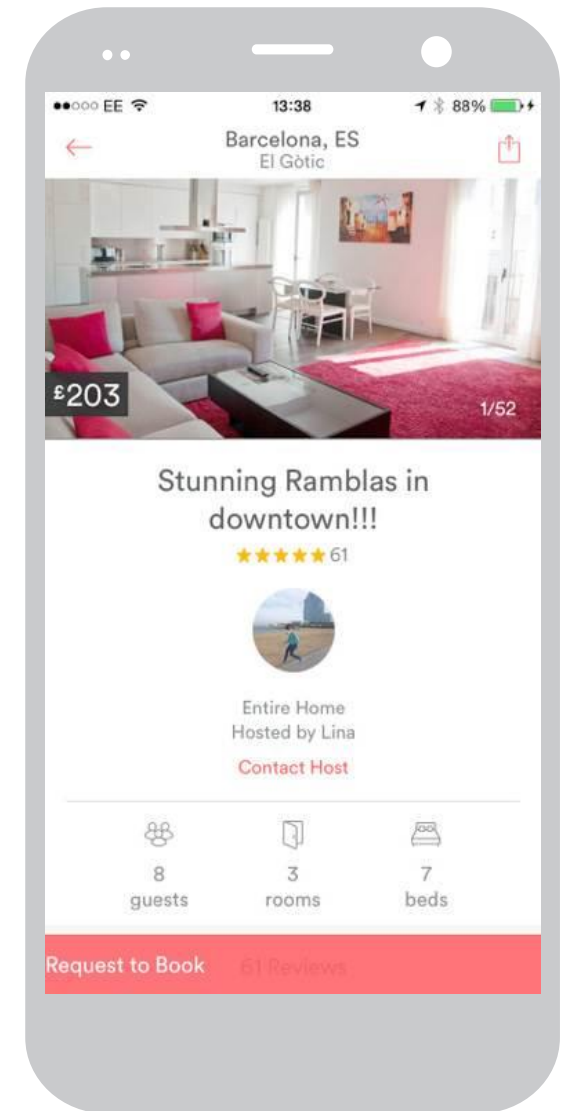 EE 13:38 88%
Barcelona, ES
El Gòtic
£203
1/52
Stunning Ramblas in
downtown!!!
61
Entire Home
Hosted by Lina
Contact Host
8 3 7
guests rooms beds
Request to Book 61 Reviews